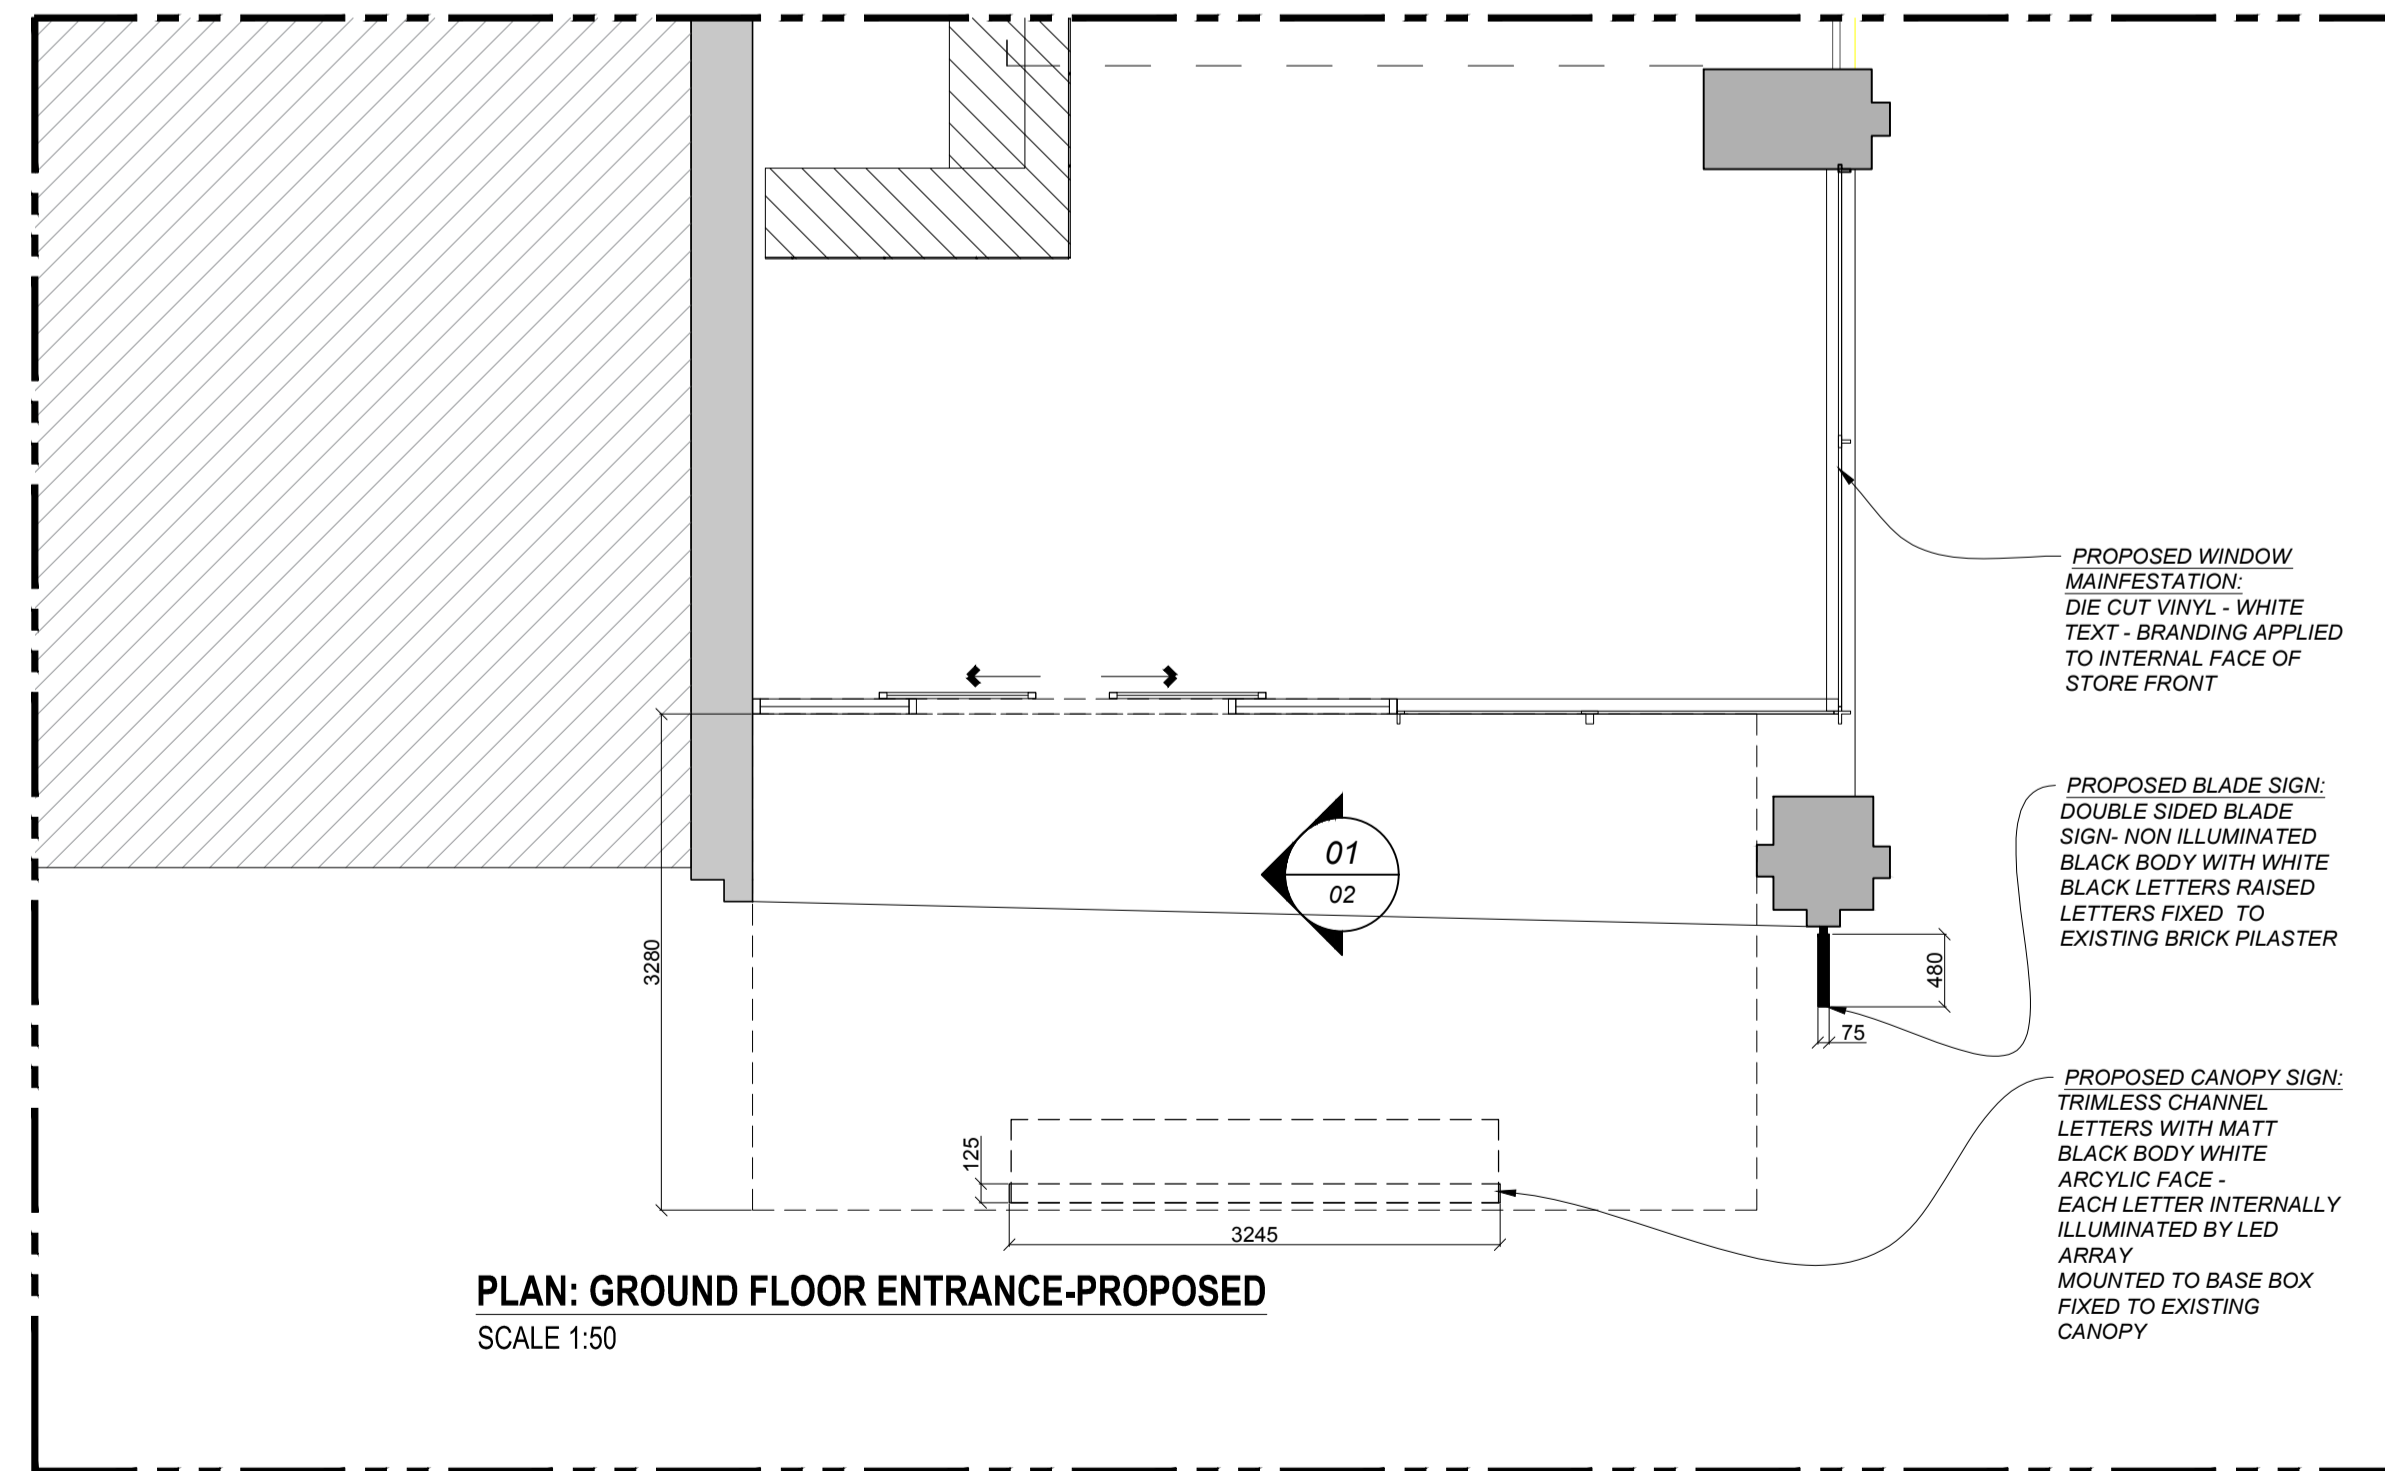 PROPOSED WINDOW
MAINFESTATION:
DIE CUT VINYL - WHITE
TEXT - BRANDING APPLIED
TO INTERNAL FACE OF
STORE FRONT
PROPOSED BLADE SIGN:
DOUBLE SIDED BLADE
SIGN- NON ILLUMINATED
BLACK BODY WITH WHITE
BLACK LETTERS RAISED
LETTERS FIXED TO
EXISTING BRICK PILASTER
01
02
3280
480
75
PROPOSED CANOPY SIGN:
TRIMLESS CHANNEL
LETTERS WITH MATT
BLACK BODY WHITE
ARCYLIC FACE -
EACH LETTER INTERNALLY
ILLUMINATED BY LED
ARRAY
MOUNTED TO BASE BOX
FIXED TO EXISTING
CANOPY
125
3245
PLAN: GROUND FLOOR ENTRANCE-PROPOSED
SCALE 1:50